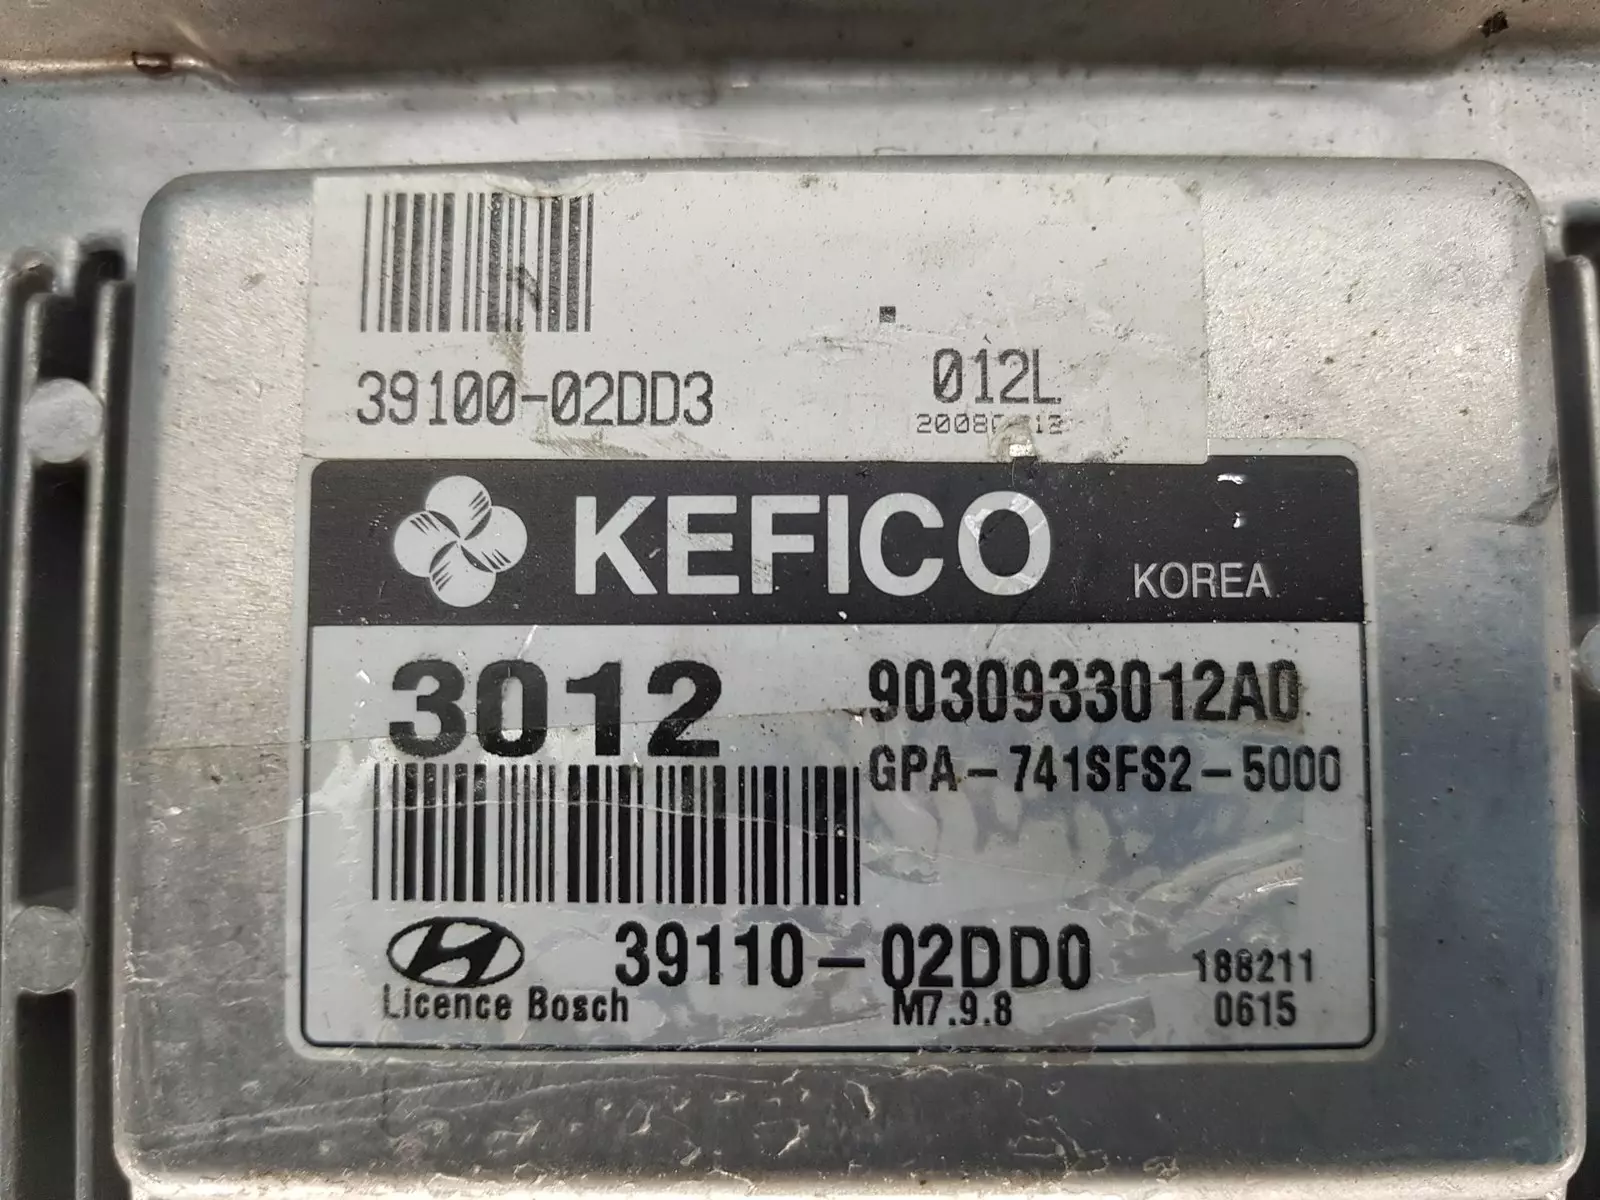 39100-02DD3
012L
KEFICO
KOREA
3012
9030933012A0
GPA-741SFS2-5000
39110-02DD0
188211
Licence Bosch
M7.9.8
0615